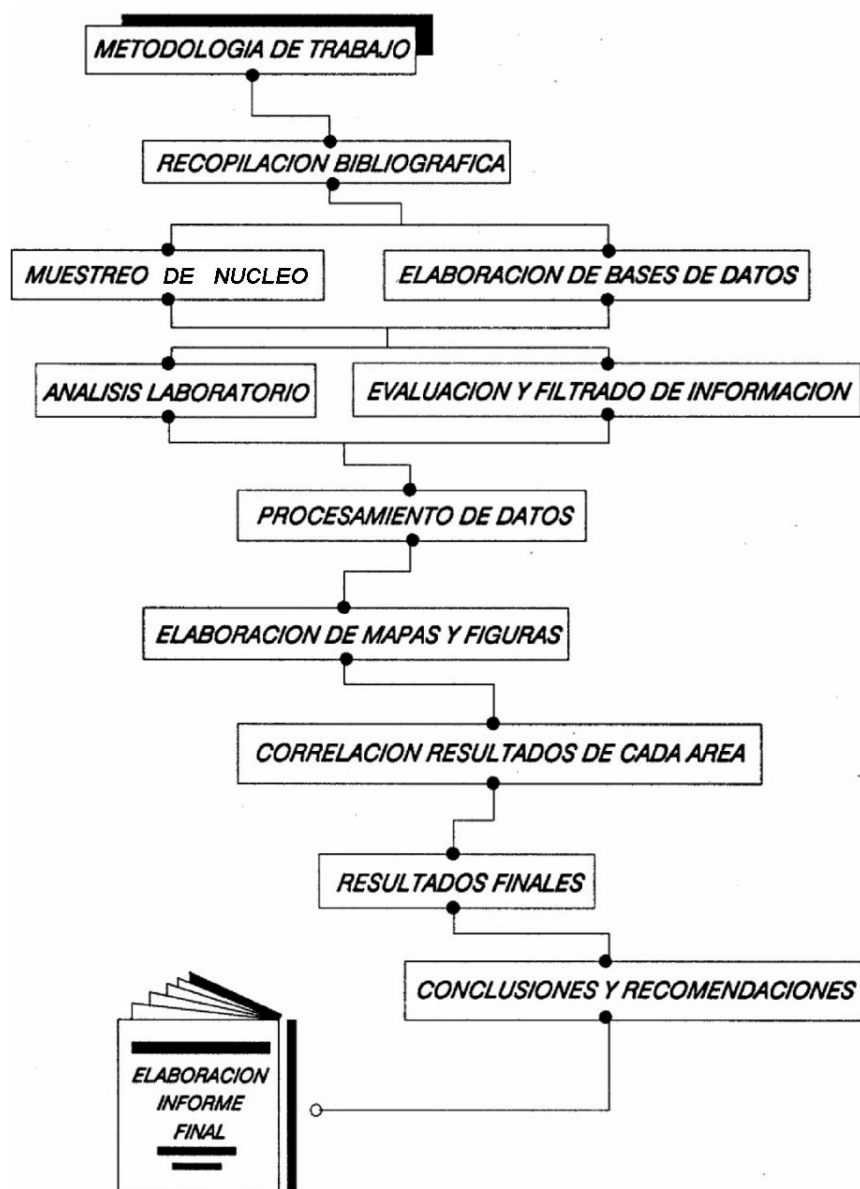 METODOLOGIA DE TRABAJO
RECOPILACION BIBLIOGRAFICA
MUESTREO DE NUCLEO
ELABORACION DE BASES DE DATOS
ANALISIS LABORATORIO
EVALUACION Y FILTRADO DE INFORMACION
PROCESAMIENTO DE DATOS
ELABORACION DE MAPAS Y FIGURAS
CORRELACION RESULTADOS DE CADA AREA
RESULTADOS FINALES
CONCLUSIONES Y RECOMENDACIONES
ELABORACION
INFORME
FINAL